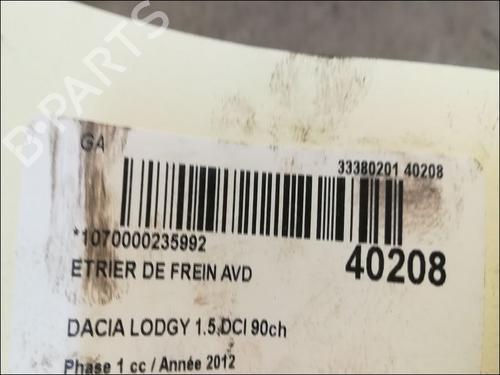 B-PARTS
GA
33380201 40208
*1070000235992
40208
ETRIER DE FREIN AVD
DACIA LODGY 1.5 DCI 90ch
Phase 1 cc / Année 2012